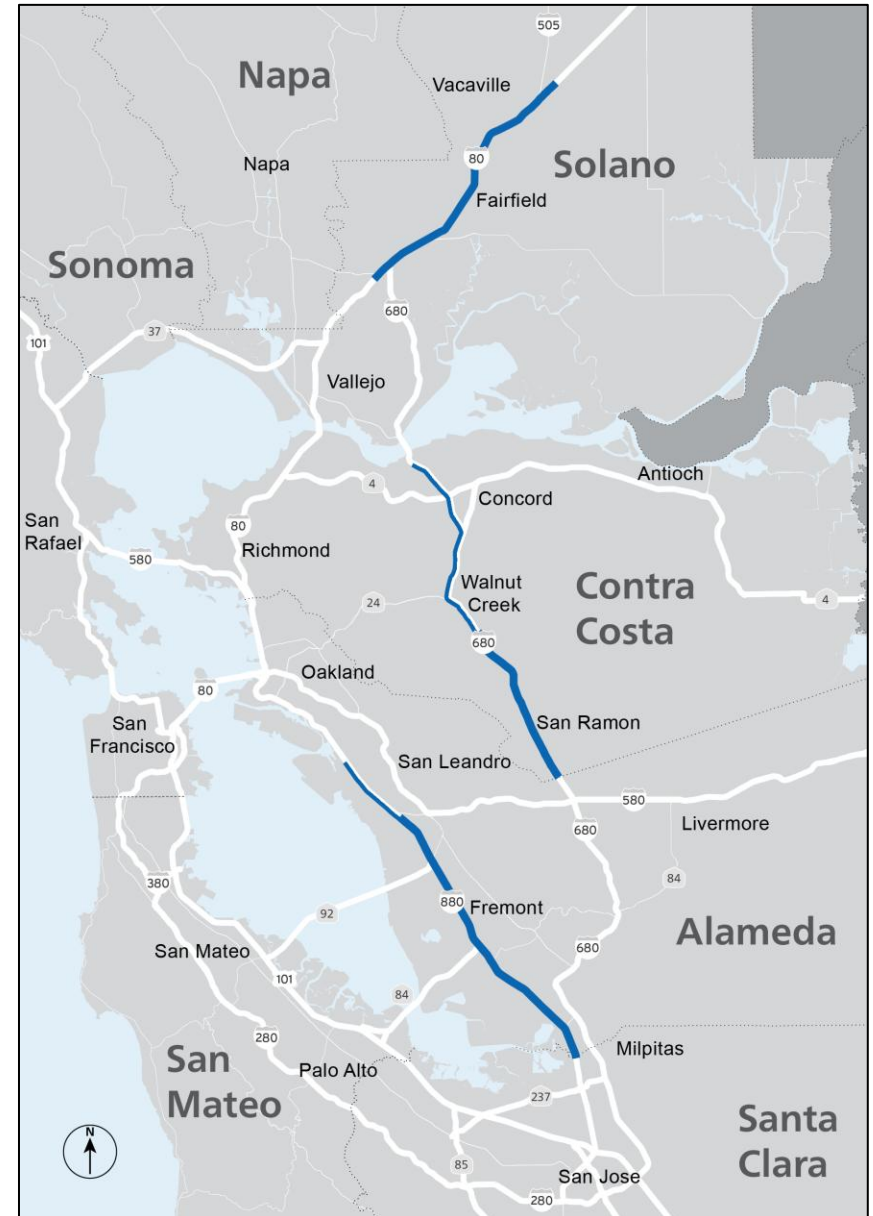 505
Napa
Vacaville
Napa
80
Solano
Fairfield
Sonoma
680
37
101
Vallejo
Antioch
4
Concord
San
Rafael
80
Richmond
580
Walnut
Creek
Contra
Costa
24
4
680
Oakland
80
San Ramon
San
Francisco
San Leandro
580
Livermore
680
380
84
880
Fremont
92
Alameda
San Mateo
680
101
84
280
Milpitas
San
Mateo
Palo Alto
237
Santa
Clara
N
85
San Jose
280